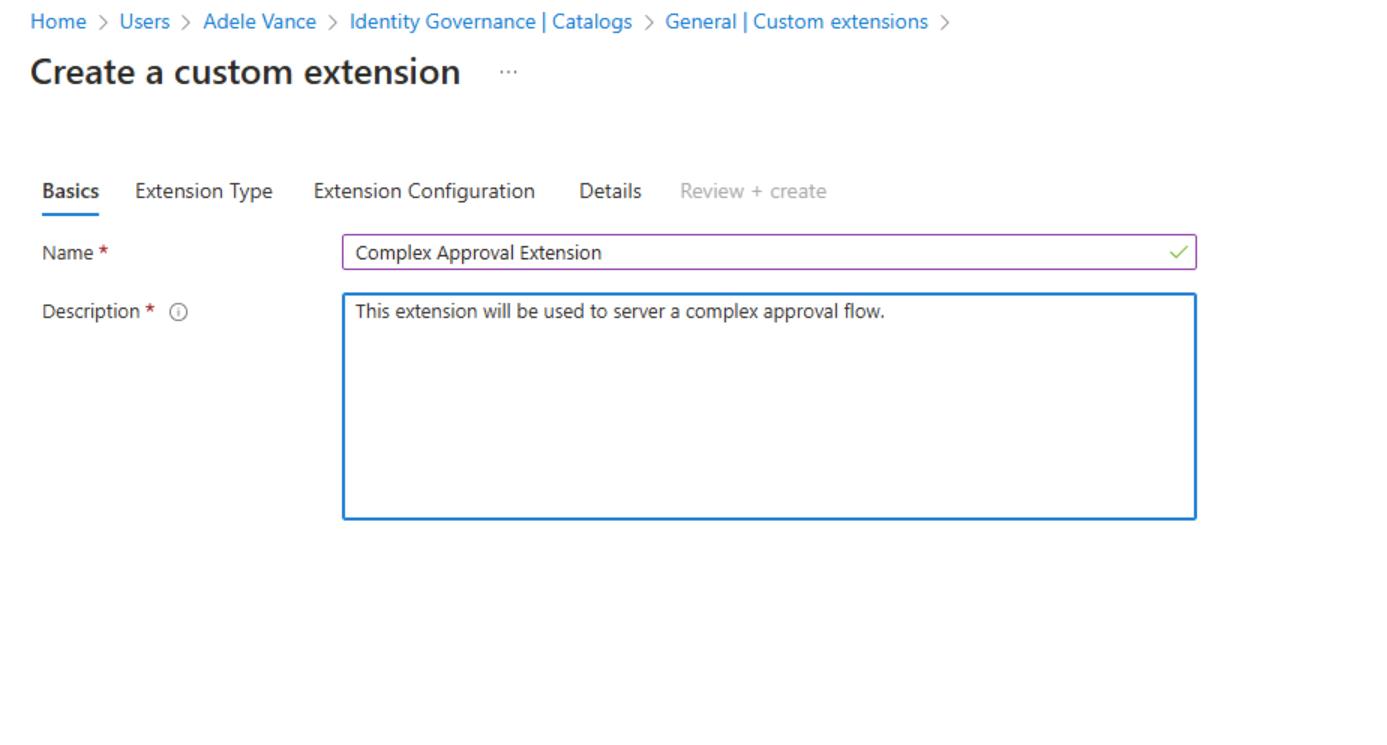 Home > Users > Adele Vance > Identity Governance | Catalogs > General | Custom extensions >
Create a custom extension ...
Basics Extension Type Extension Configuration Details Review + create
Name * Complex Approval Extension
Description * This extension will be used to server a complex approval flow.